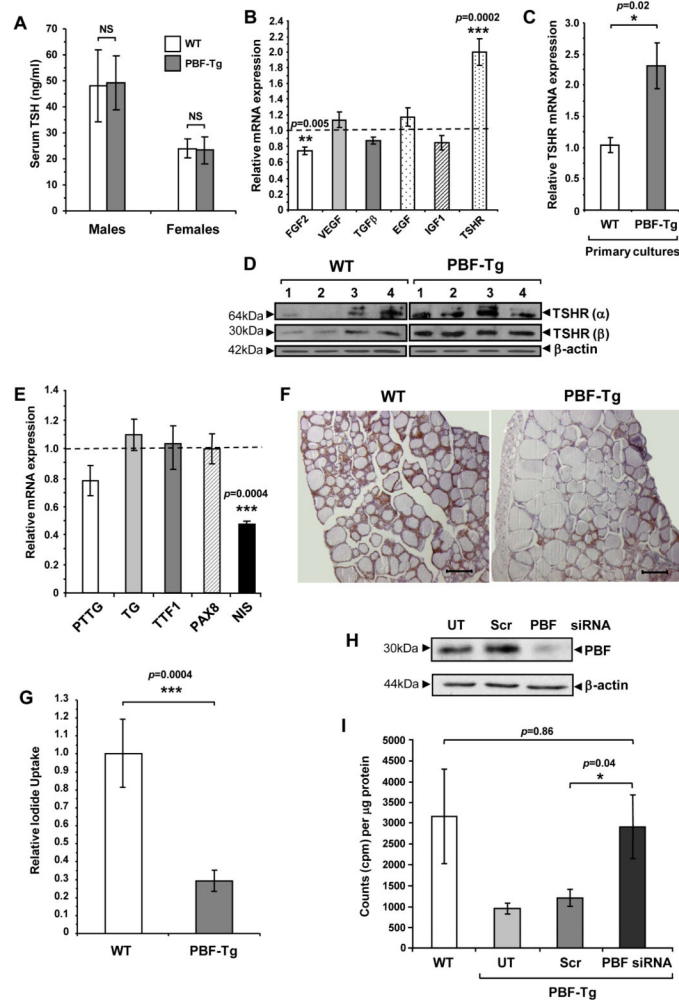 A
Serum TSH (ng/ml)
70
60
50
40
30
20
10
0
NS
NS
WT
PBF-Tg
Males
Females
B
Relative mRNA expression
2.4
2.2
2.0
1.8
1.6
1.4
1.2
1.0
0.8
0.6
0.4
0.2
0
p=0.005
**
p=0.0002
***
FGF2
VEGF
TGFβ
EGF
IGF1
TSHR
C
Relative TSHR mRNA expression
3.0
2.5
2.0
1.5
1.0
0.5
0
p=0.02
*
WT
PBF-Tg
Primary cultures
D
WT
PBF-Tg
1 2 3 4 1 2 3 4
64kDa
TSHR (α)
30kDa
TSHR (β)
42kDa
β-actin
E
Relative mRNA expression
1.4
1.2
1.0
0.8
0.6
0.4
0.2
0
p=0.0004
***
PTTG
TG
TTF1
PAX8
NIS
F
WT
PBF-Tg
G
Relative Iodide Uptake
1.3
1.2
1.1
1.0
0.9
0.8
0.7
0.6
0.5
0.4
0.3
0.2
0.1
0
p=0.0004
***
WT
PBF-Tg
H
UT Scr PBF siRNA
30kDa
PBF
44kDa
β-actin
I
Counts (cpm) per µg protein
5000
4500
4000
3500
3000
2500
2000
1500
1000
500
0
p=0.86
p=0.04
*
WT
UT
Scr
PBF siRNA
PBF-Tg